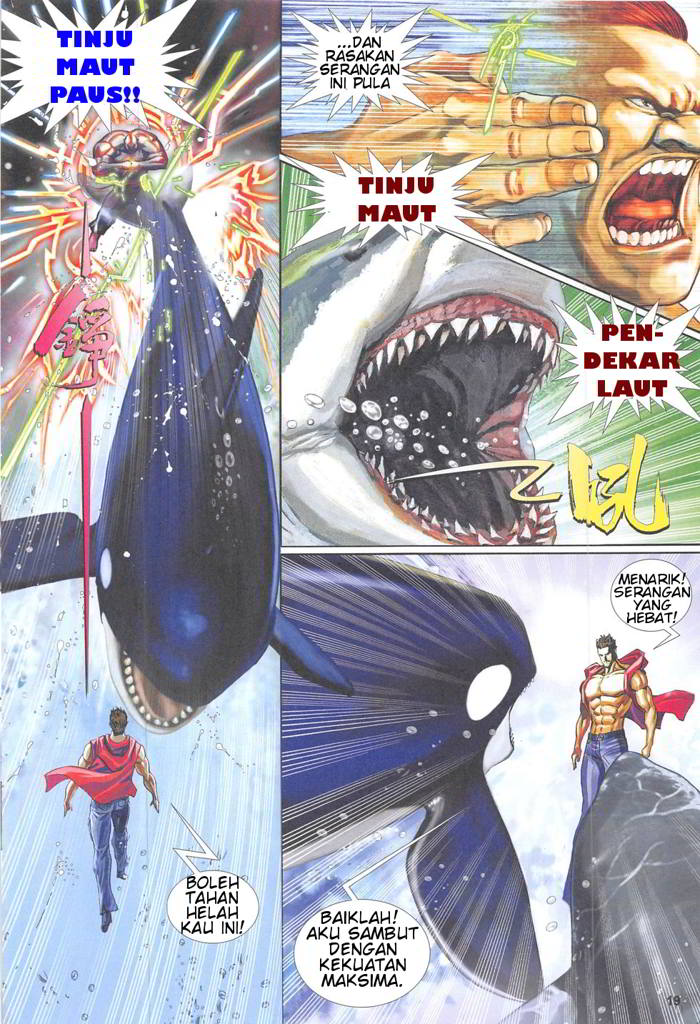 TINJU
MAUT
PAUS!!
...DAN
RASAKAN
SERANGAN
INI PULA
TINJU
MAUT
PEN-
DEKAR
LAUT
吼
BOLEH
TAHAN
HELAH
KAU INI!
BAIKLAH!
AKU SAMBUT
DENGAN
KEKUATAN
MAKSIMA.
MENARIK!
SERANGAN
YANG
HEBAT!
19